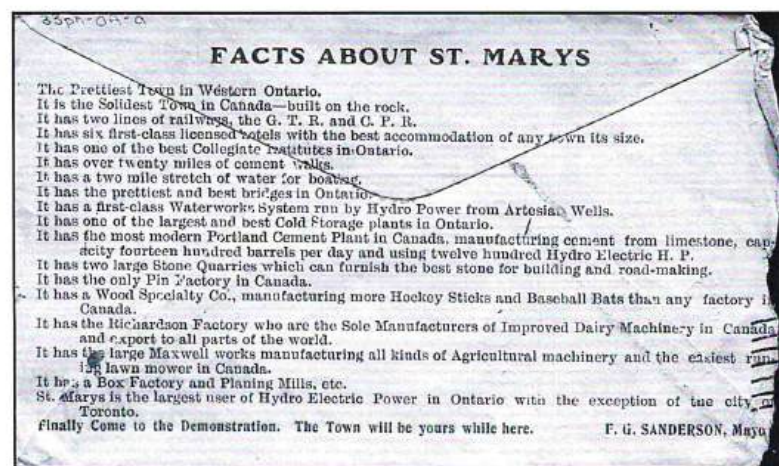 33ph-04-a
FACTS ABOUT ST. MARYS
The Prettiest Town in Western Ontario.
It is the Solidest Town in Canada—built on the rock.
It has two lines of railways, the G. T. R. and C. P. R.
It has six first-class licensed hotels with the best accommodation of any town its size.
It has one of the best Collegiate Institutes in Ontario.
It has over twenty miles of cement walks.
It has a two mile stretch of water for boating.
It has the prettiest and best bridges in Ontario.
It has a first-class Waterworks System run by Hydro Power from Artesian Wells.
It has one of the largest and best Cold Storage plants in Ontario.
It has the most modern Portland Cement Plant in Canada, manufacturing cement from limestone, cap-
acity fourteen hundred barrels per day and using twelve hundred Hydro Electric H. P.
It has two large Stone Quarries which can furnish the best stone for building and road-making.
It has the only Pin Factory in Canada.
It has a Wood Specialty Co., manufacturing more Hockey Sticks and Baseball Bats than any factory i
Canada.
It has the Richardson Factory who are the Sole Manufacturers of Improved Dairy Machinery in Canada
and export to all parts of the world.
It has the large Maxwell works manufacturing all kinds of Agricultural machinery and the easiest run-
ing lawn mower in Canada.
It has a Box Factory and Planing Mills, etc.
St. Marys is the largest user of Hydro Electric Power in Ontario with the exception of the city o
Toronto.
Finally Come to the Demonstration. The Town will be yours while here. F. G. SANDERSON, Mayo